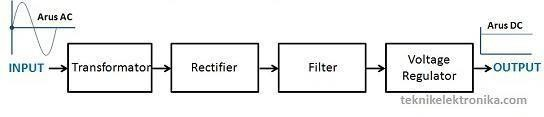 Arus AC
Arus DC
INPUT
Transformator
Rectifier
Filter
Voltage
Regulator
OUTPUT
teknikelektronika.com